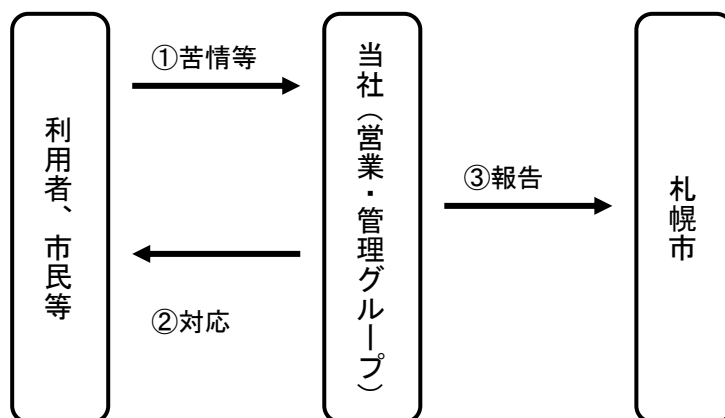 利用者、市民等
①苦情等
②対応
当社（営業・管理グループ）
③報告
札幌市